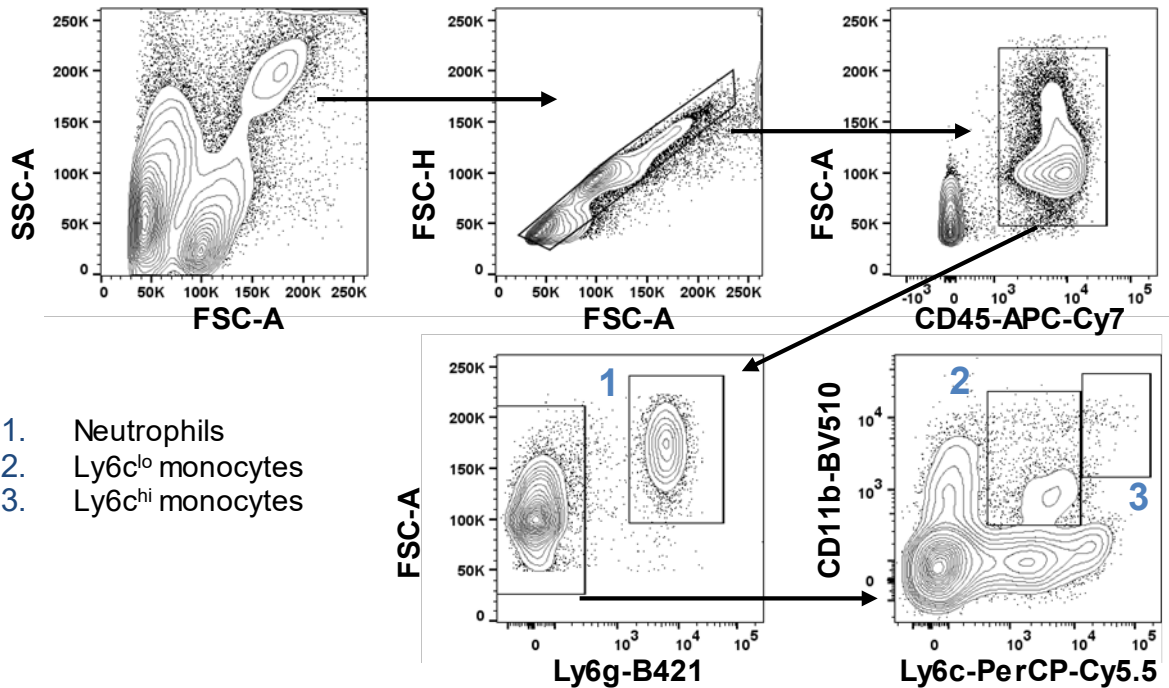 250K
200K
150K
100K
50K
0
SSC-A
0 50K 100K 150K 200K 250K
FSC-A
250K
200K
150K
100K
50K
0
FSC-H
0 50K 100K 150K 200K 250K
FSC-A
250K
200K
150K
100K
50K
0
FSC-A
-10³ 0 10³ 10⁴ 10⁵
CD45-APC-Cy7
1. Neutrophils
2. Ly6cˡᵒ monocytes
3. Ly6cʰⁱ monocytes
250K
200K
150K
100K
50K
0
FSC-A
1
0 10³ 10⁴ 10⁵
Ly6g-B421
10⁴
10³
0
CD11b-BV510
2
3
0 10³ 10⁴ 10⁵
Ly6c-PerCP-Cy5.5